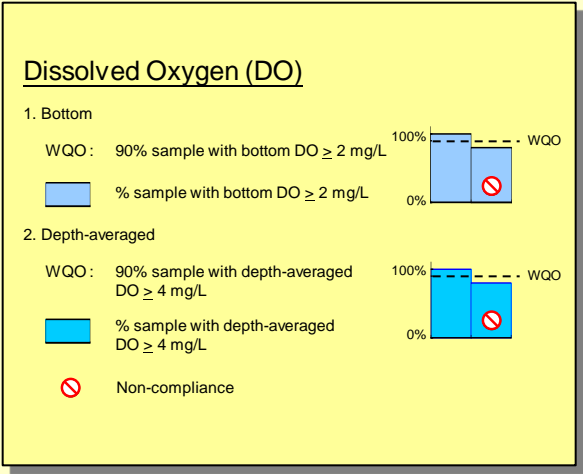 Dissolved Oxygen (DO)
1. Bottom
WQO : 90% sample with bottom DO ≥ 2 mg/L
% sample with bottom DO ≥ 2 mg/L
100%
WQO
0%
2. Depth-averaged
WQO : 90% sample with depth-averaged
DO ≥ 4 mg/L
% sample with depth-averaged
DO ≥ 4 mg/L
100%
WQO
0%
Non-compliance